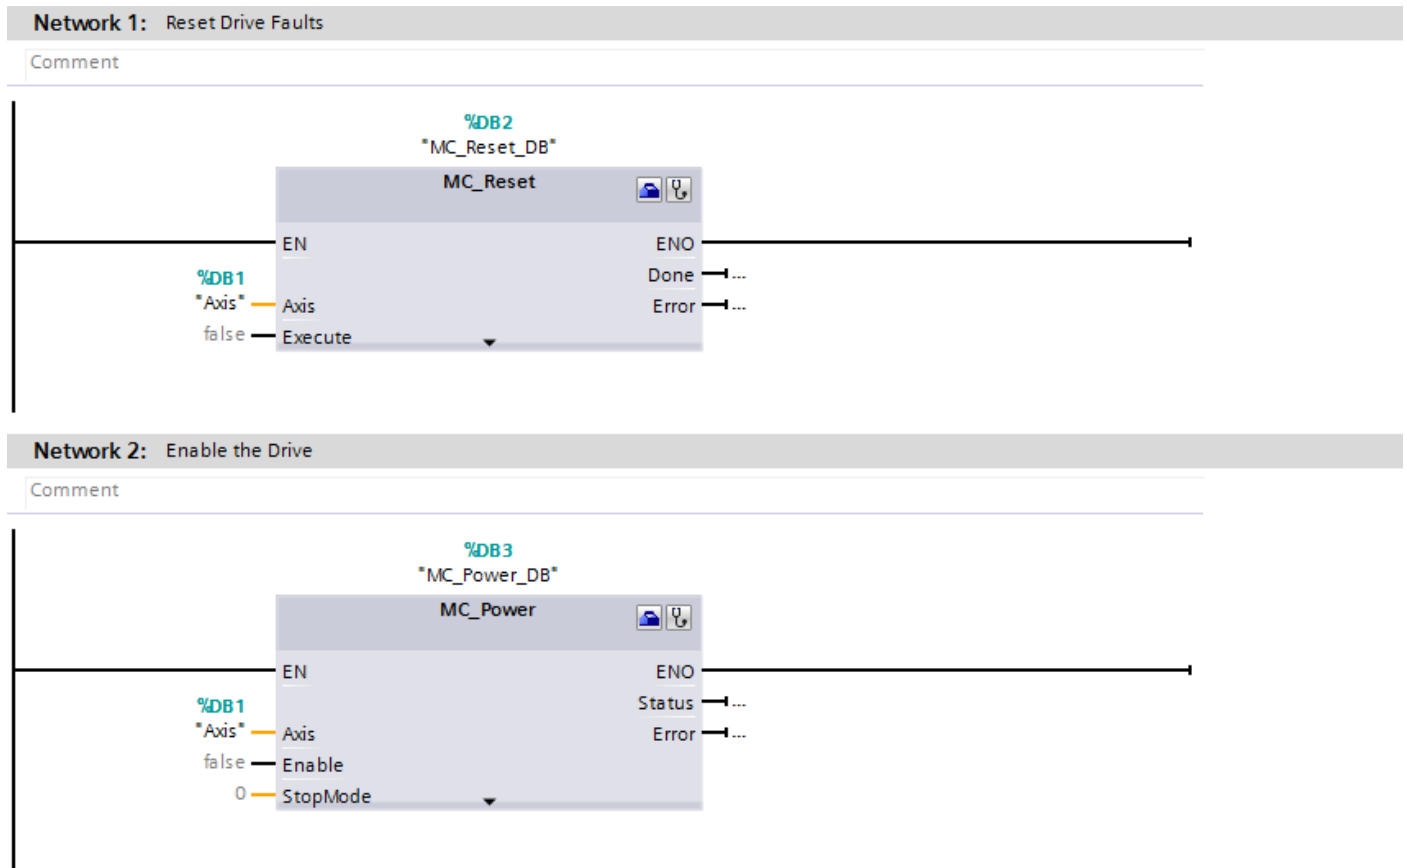 Network 1: Reset Drive Faults
Comment
%DB2
"MC_Reset_DB"
MC_Reset
EN ENO
%DB1 Done ...
"Axis" Axis Error ...
false Execute
Network 2: Enable the Drive
Comment
%DB3
"MC_Power_DB"
MC_Power
EN ENO
%DB1 Status ...
"Axis" Axis Error ...
false Enable
0 StopMode